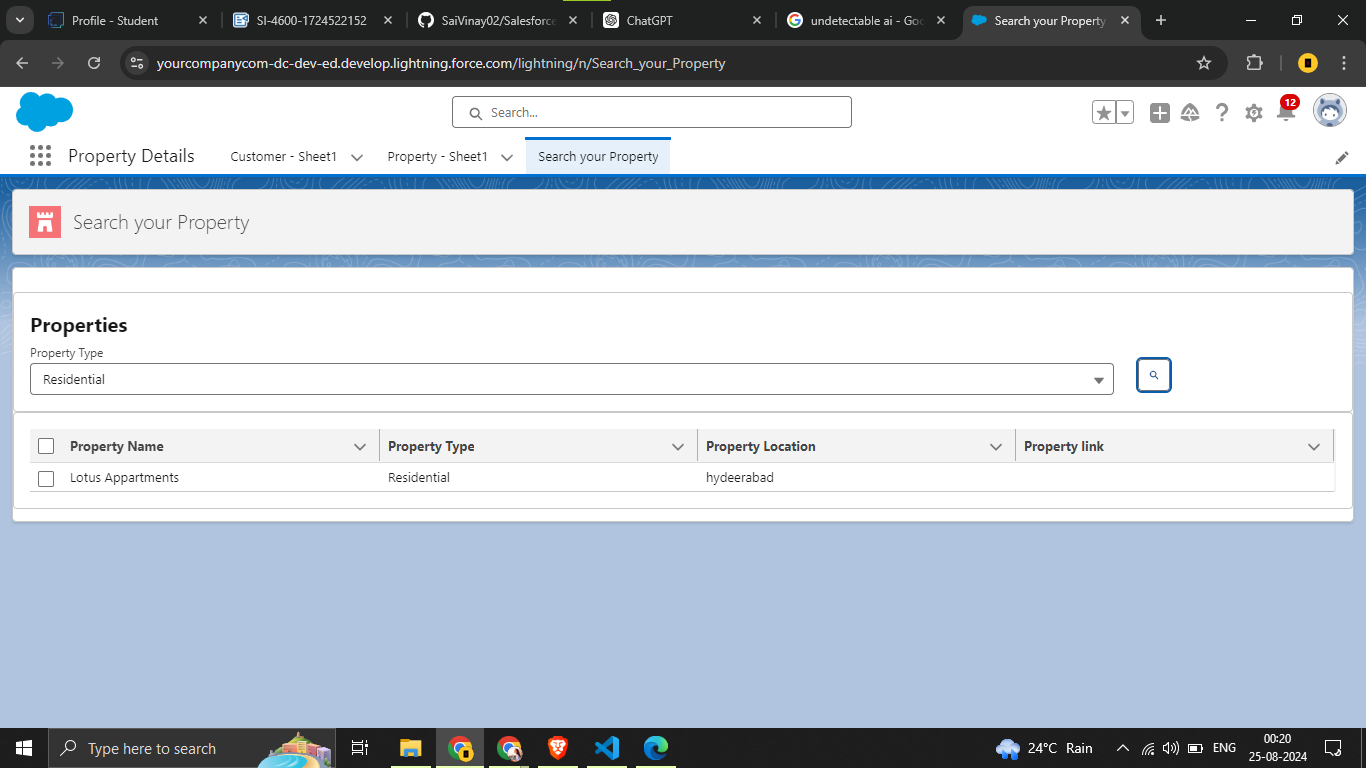 Profile - Student
SI-4600-1724522152
SaiVinay02/Salesforce
ChatGPT
undetectable ai - Goo
Search your Property
yourcompanycom-dc-dev-ed.develop.lightning.force.com/lightning/n/Search_your_Property
Search...
12
Property Details
Customer - Sheet1
Property - Sheet1
Search your Property
Search your Property
Properties
Property Type
Residential
Property Name
Property Type
Property Location
Property link
Lotus Appartments
Residential
hydeerabad
Type here to search
24°C Rain
ENG
00:20
25-08-2024